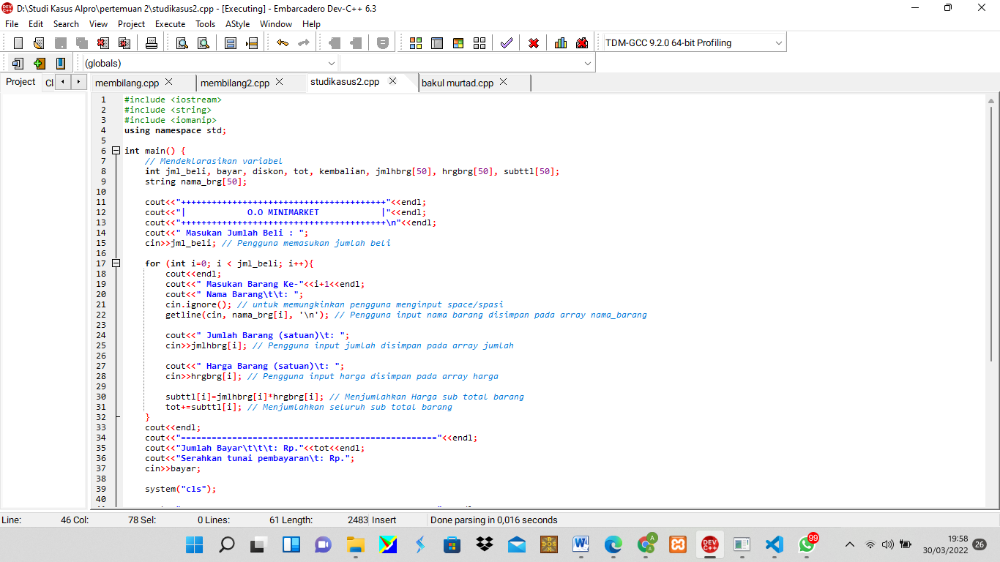 D:\Studi Kasus Alpro\pertemuan 2\studikasus2.cpp - [Executing] - Embarcadero Dev-C++ 6.3
File Edit Search View Project Execute Tools AStyle Window Help
TDM-GCC 9.2.0 64-bit Profiling
(globals)
Project Cl membilang.cpp membilang2.cpp studikasus2.cpp bakul murtad.cpp
1 #include <iostream>
2 #include <string>
3 #include <iomanip>
4 using namespace std;
5
6 int main() {
7 // Mendeklarasikan variabel
8 int jml_beli, bayar, diskon, tot, kembalian, jmlhbrg[50], hrgbrg[50], subttl[50];
9 string nama_brg[50];
10
11 cout<<"++++++++++++++++++++++++++++++++++++++++"<<endl;
12 cout<<"|            O.O MINIMARKET            |"<<endl;
13 cout<<"++++++++++++++++++++++++++++++++++++++++\n"<<endl;
14 cout<<" Masukan Jumlah Beli : ";
15 cin>>jml_beli; // Pengguna memasukan jumlah beli
16
17 for (int i=0; i < jml_beli; i++){
18 cout<<endl;
19 cout<<" Masukan Barang Ke-"<<i+1<<endl;
20 cout<<" Nama Barang\t\t: ";
21 cin.ignore(); // untuk memungkinkan pengguna menginput space/spasi
22 getline(cin, nama_brg[i], '\n'); // Pengguna input nama barang disimpan pada array nama_barang
23
24 cout<<" Jumlah Barang (satuan)\t: ";
25 cin>>jmlhbrg[i]; // Pengguna input jumlah disimpan pada array jumlah
26
27 cout<<" Harga Barang (satuan)\t: ";
28 cin>>hrgbrg[i]; // Pengguna input harga disimpan pada array harga
29
30 subttl[i]=jmlhbrg[i]*hrgbrg[i]; // Menjumlahkan Harga sub total barang
31 tot+=subttl[i]; // Menjumlahkan seluruh sub total barang
32 }
33 cout<<endl;
34 cout<<"=================================================="<<endl;
35 cout<<"Jumlah Bayar\t\t\t: Rp."<<tot<<endl;
36 cout<<"Serahkan tunai pembayaran\t: Rp.";
37 cin>>bayar;
38
39 system("cls");
40
Line: 46 Col: 78 Sel: 0 Lines: 61 Length: 2483 Insert Done parsing in 0,016 seconds
DOS BOX
A A
DEV C++
99
19:58
30/03/2022
26